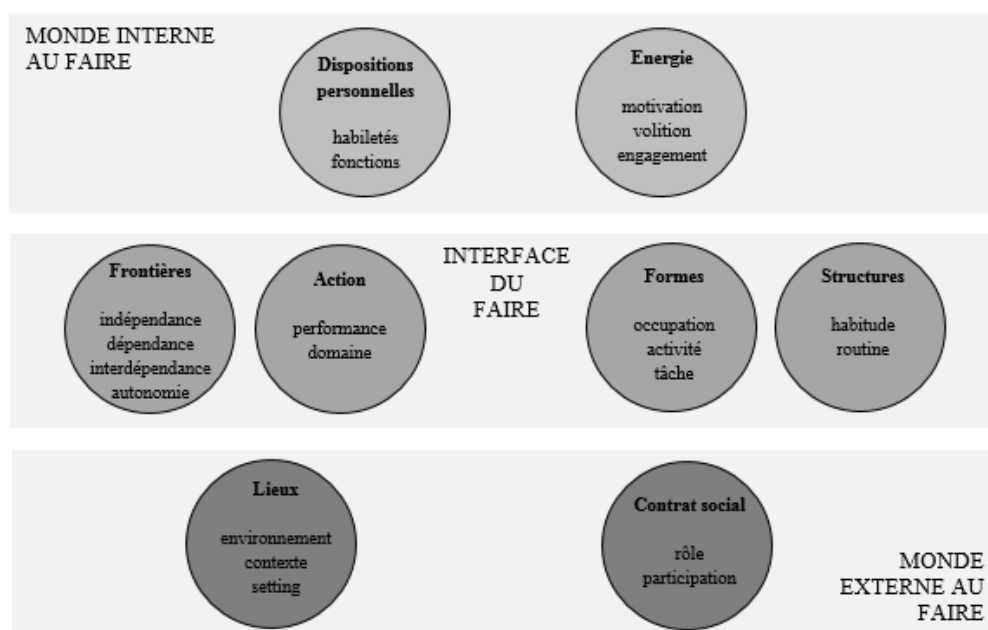 MONDE INTERNE
AU FAIRE
Dispositions
personnelles
habiletés
fonctions
Energie
motivation
volition
engagement
Frontières
indépendance
dépendance
interdépendance
autonomie
Action
performance
domaine
INTERFACE
DU
FAIRE
Formes
occupation
activité
tâche
Structures
habitude
routine
Lieux
environnement
contexte
setting
Contrat social
rôle
participation
MONDE
EXTERNE AU
FAIRE